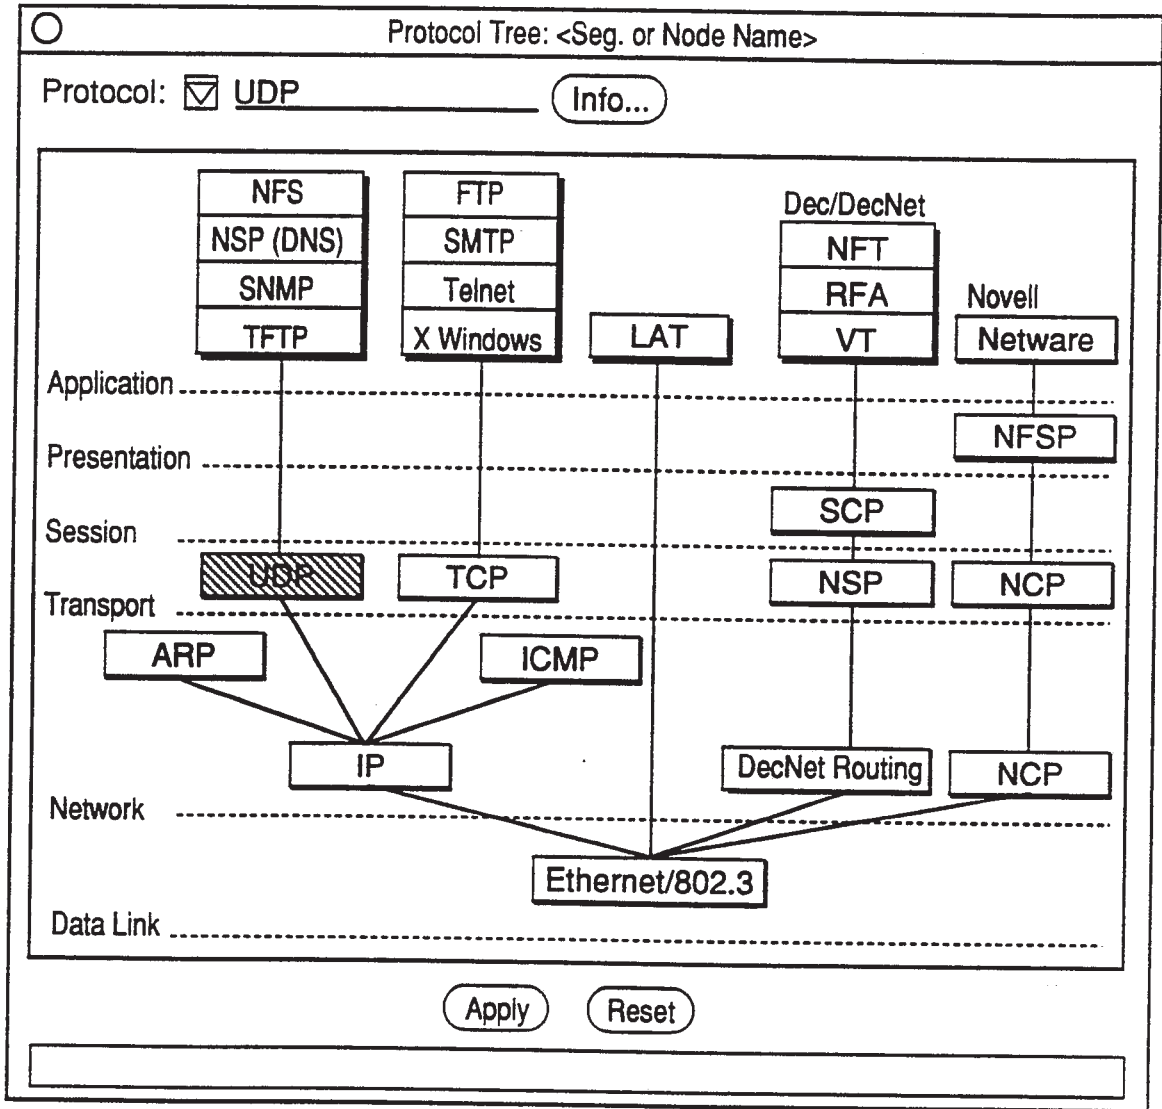 Protocol Tree: <Seg. or Node Name>
Protocol: UDP Info...
NFS
NSP (DNS)
SNMP
TFTP
FTP
SMTP
Telnet
X Windows
LAT
Dec/DecNet
NFT
RFA
VT
Novell
Netware
Application
NFSP
Presentation
SCP
Session
UDP
TCP
NSP
NCP
Transport
ARP
ICMP
IP
DecNet Routing
NCP
Network
Ethernet/802.3
Data Link
Apply
Reset